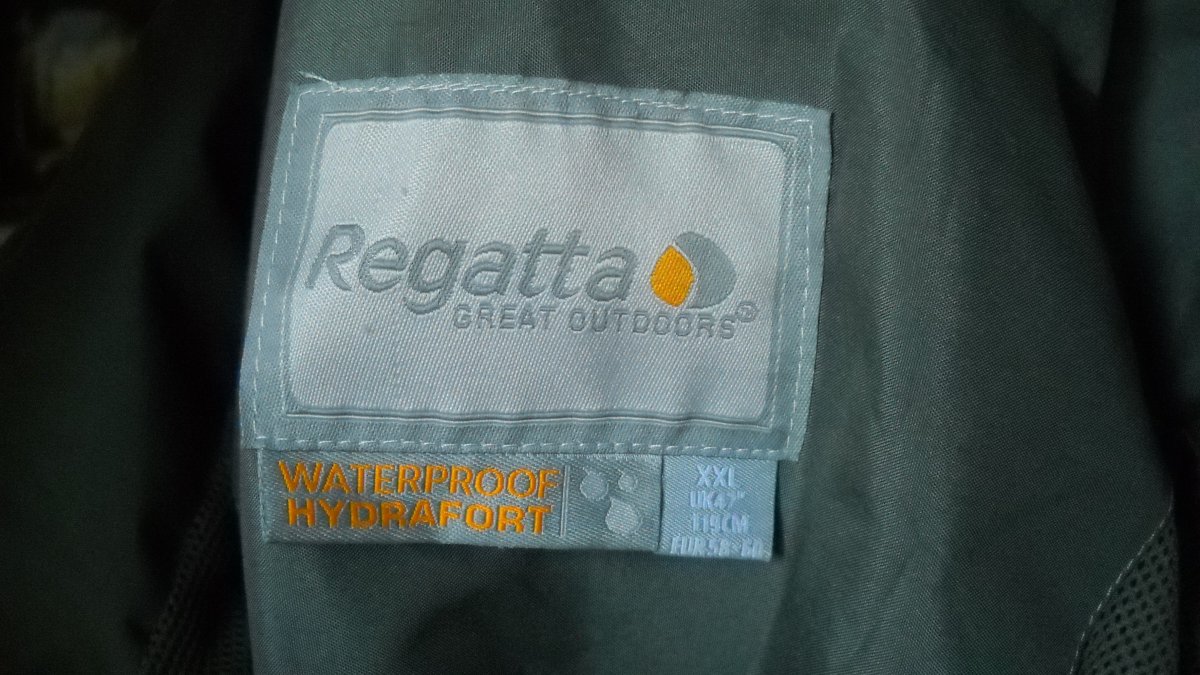 Regatta
GREAT OUTDOORS
WATERPROOF
HYDRAFORT
XXL
UK47"
119CM